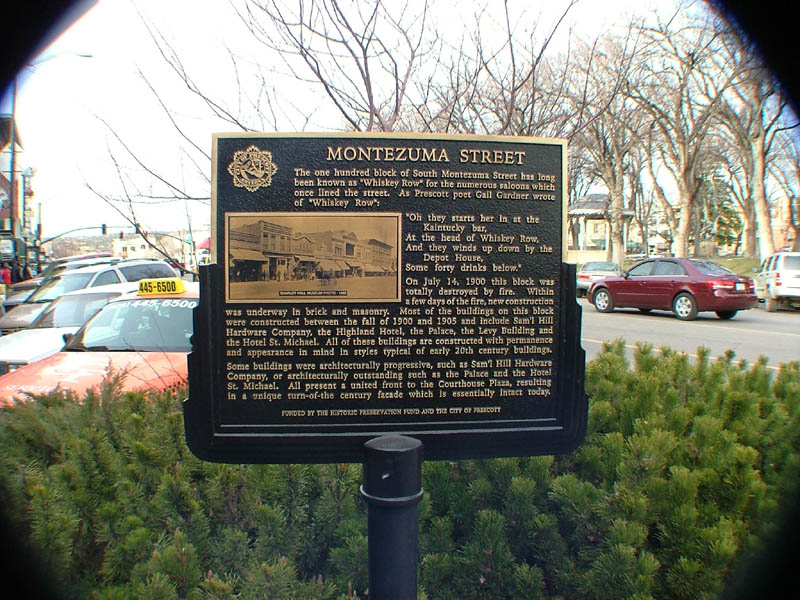 MONTEZUMA STREET
The one hundred block of South Montezuma Street has long
been known as "Whiskey Row" for the numerous saloons which
once lined the street. As Prescott poet Gail Gardner wrote
of "Whiskey Row":
"Oh they starts her in at the
Kaintucky bar,
At the head of Whiskey Row,
And they winds up down by the
Depot House,
Some forty drinks below."
On July 14, 1900 this block was
totally destroyed by fire. Within
a few days of the fire, new construction
was underway in brick and masonry. Most of the buildings on this block
were constructed between the fall of 1900 and 1905 and include Sam'l Hill
Hardware Company, the Highland Hotel, the Palace, the Levy Building and
the Hotel St. Michael. All of these buildings are constructed with permanence
and appearance in mind in styles typical of early 20th century buildings.
Some buildings were architecturally progressive, such as Sam'l Hill Hardware
Company, or architecturally outstanding such as the Palace and the Hotel
St. Michael. All present a united front to the Courthouse Plaza, resulting
in a unique turn-of-the century facade which is essentially intact today.
FUNDED BY THE HISTORIC PRESERVATION FUND AND THE CITY OF PRESCOTT
SHARLOT HALL MUSEUM PHOTO
445-6500
445-6500